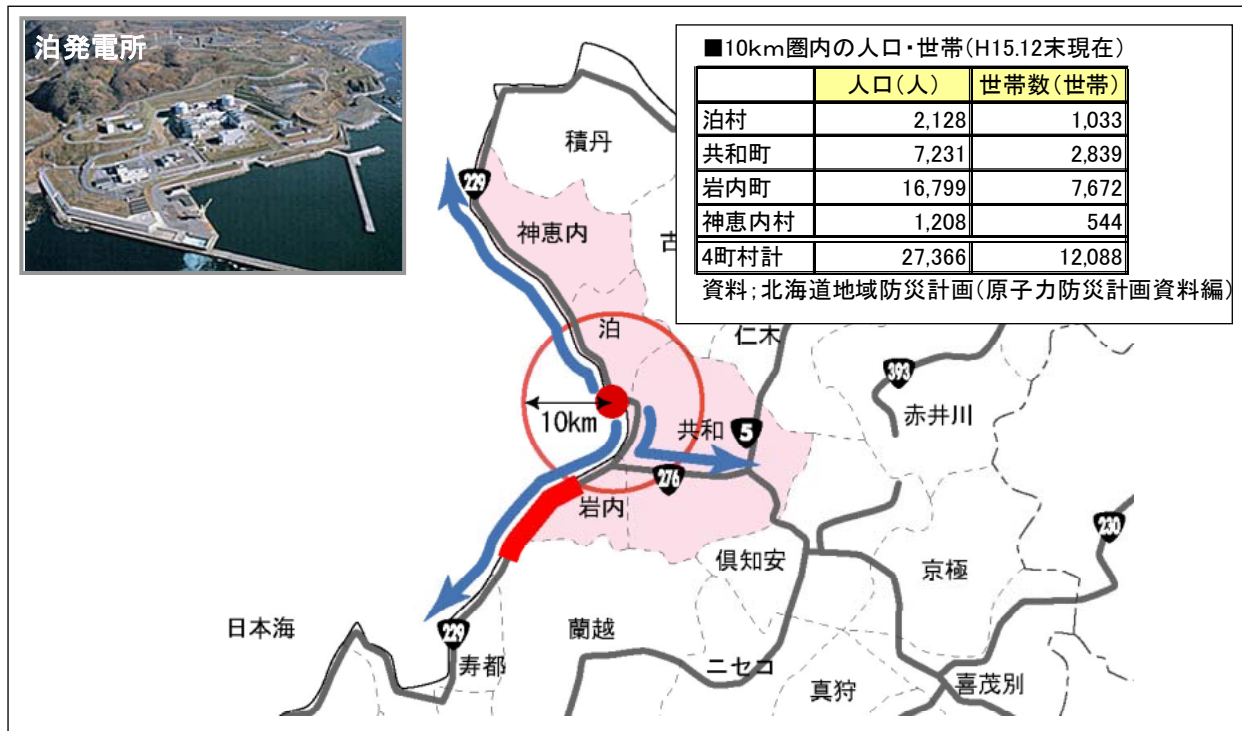 泊発電所
■10km圏内の人口・世帯(H15.12末現在)
人口(人) 世帯数(世帯)
泊村 2,128 1,033
共和町 7,231 2,839
岩内町 16,799 7,672
神恵内村 1,208 544
4町村計 27,366 12,088
資料;北海道地域防災計画(原子力防災計画資料編)
積丹
229
神恵内
古
泊
仁木
393
10km
共和
5
赤井川
276
岩内
230
倶知安
京極
日本海
229
蘭越
寿都
ニセコ
真狩
喜茂別